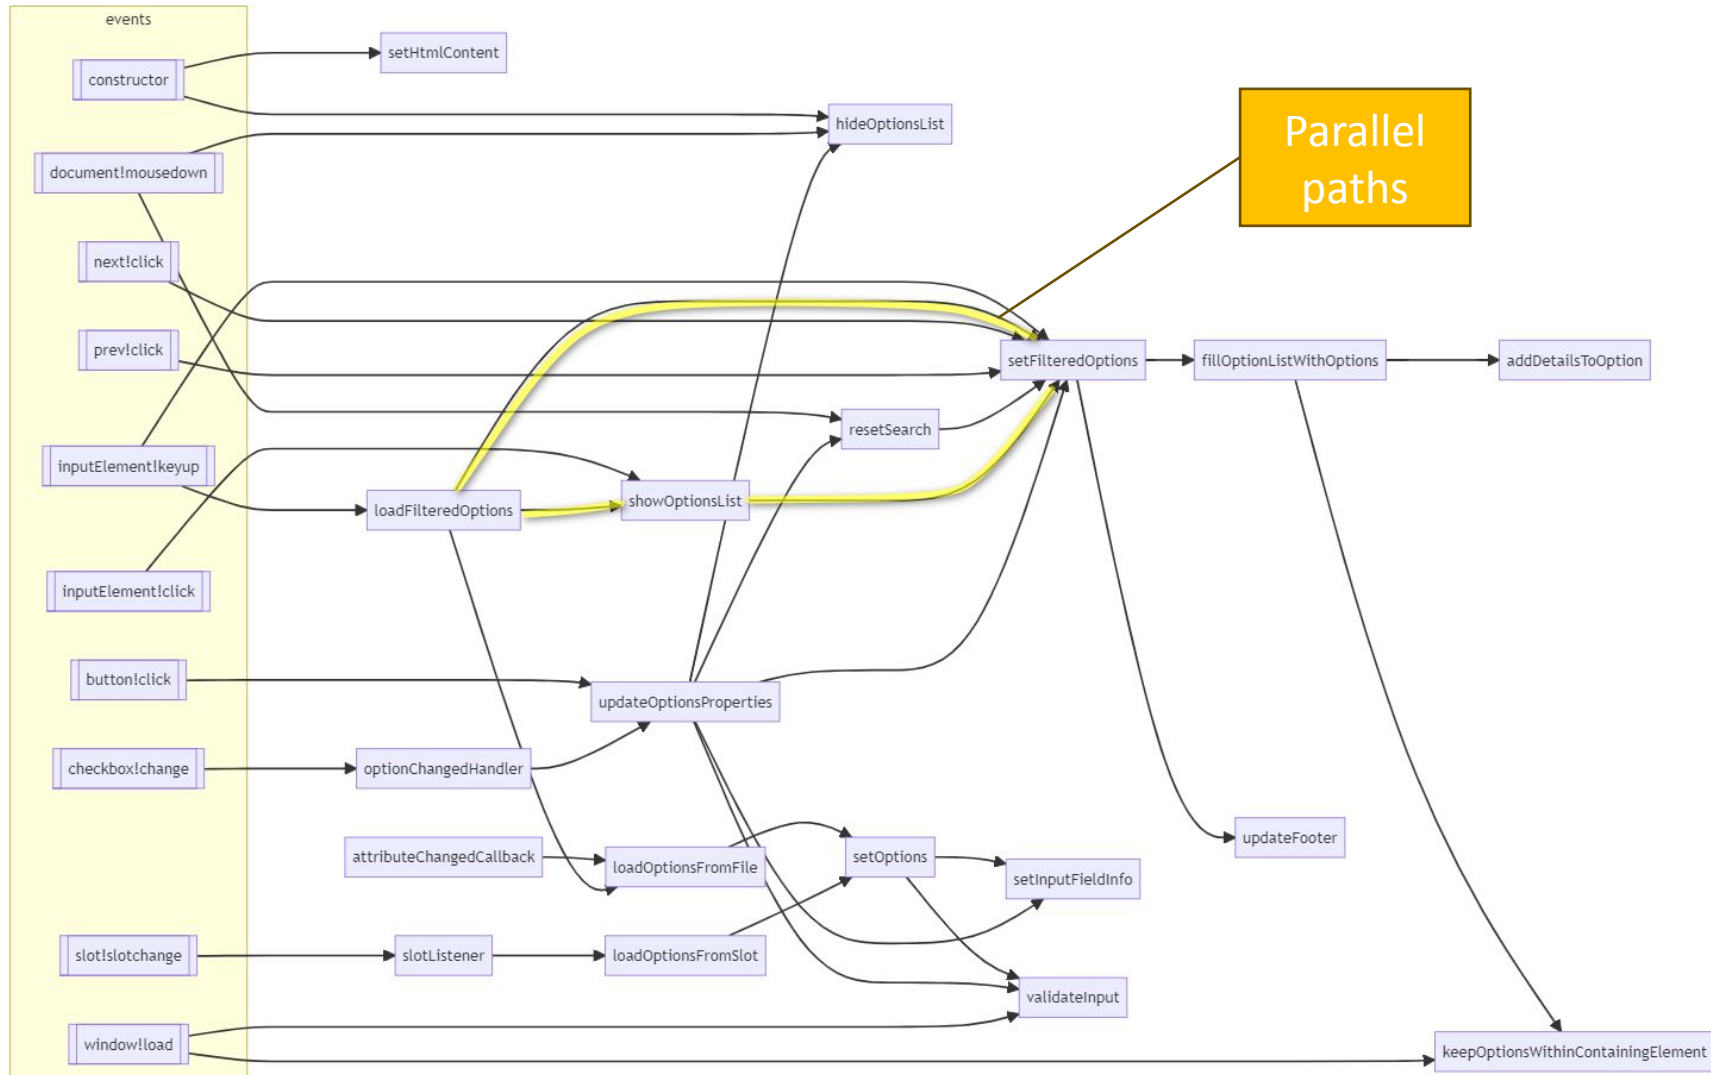 events
constructor
setHtmlContent
hideOptionsList
Parallel
paths
document!mousedown
next!click
prev!click
setFilteredOptions
fillOptionListWithOptions
addDetailsToOption
resetSearch
inputElement!keyup
loadFilteredOptions
showOptionsList
inputElement!click
button!click
updateOptionsProperties
checkbox!change
optionChangedHandler
updateFooter
attributeChangedCallback
loadOptionsFromFile
setOptions
setInputFieldInfo
slot!slotchange
slotListener
loadOptionsFromSlot
validateInput
window!load
keepOptionsWithinContainingElement